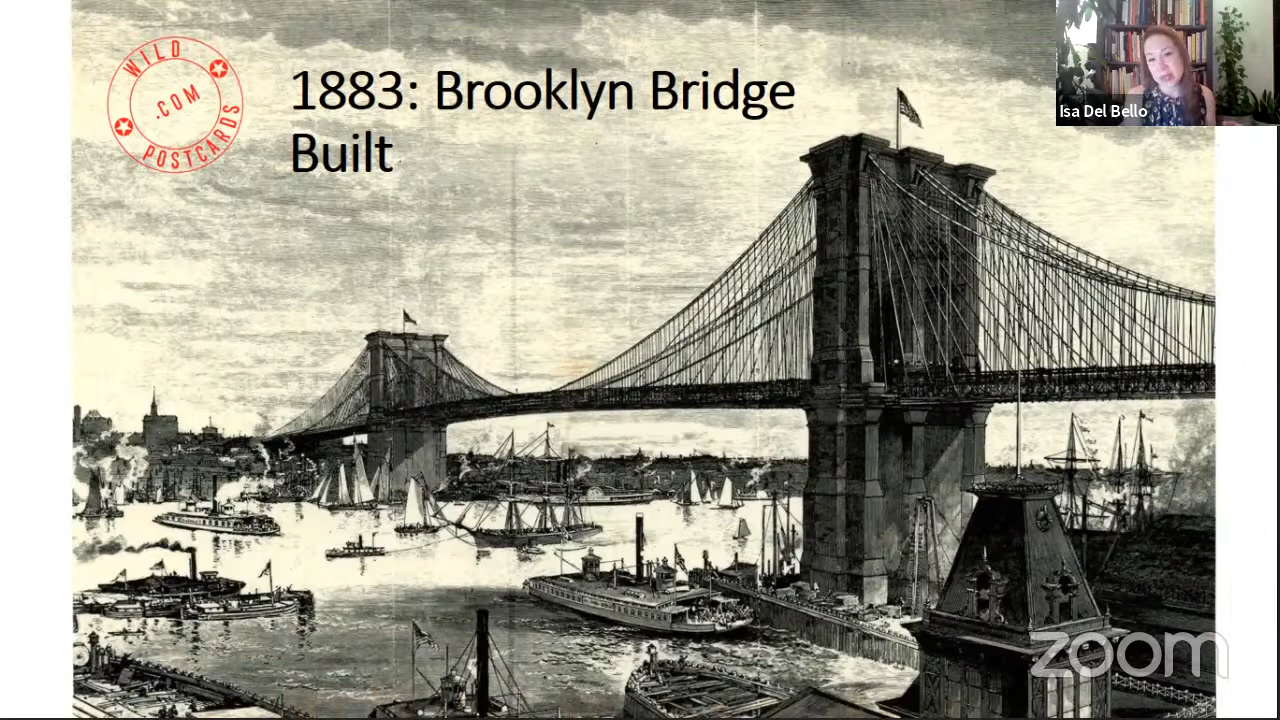 WILD
.COM
POSTCARDS
1883: Brooklyn Bridge
Built
Isa Del Bello
zoom